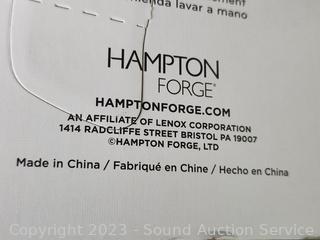 lavar a mano
HAMPTON
FORGE®
HAMPTONFORGE.COM
AN AFFILIATE OF LENOX CORPORATION
1414 RADCLIFFE STREET BRISTOL PA 19007
©HAMPTON FORGE, LTD
Made in China / Fabriqué en Chine / Hecho en China
Copyright 2023 - Sound Auction Service